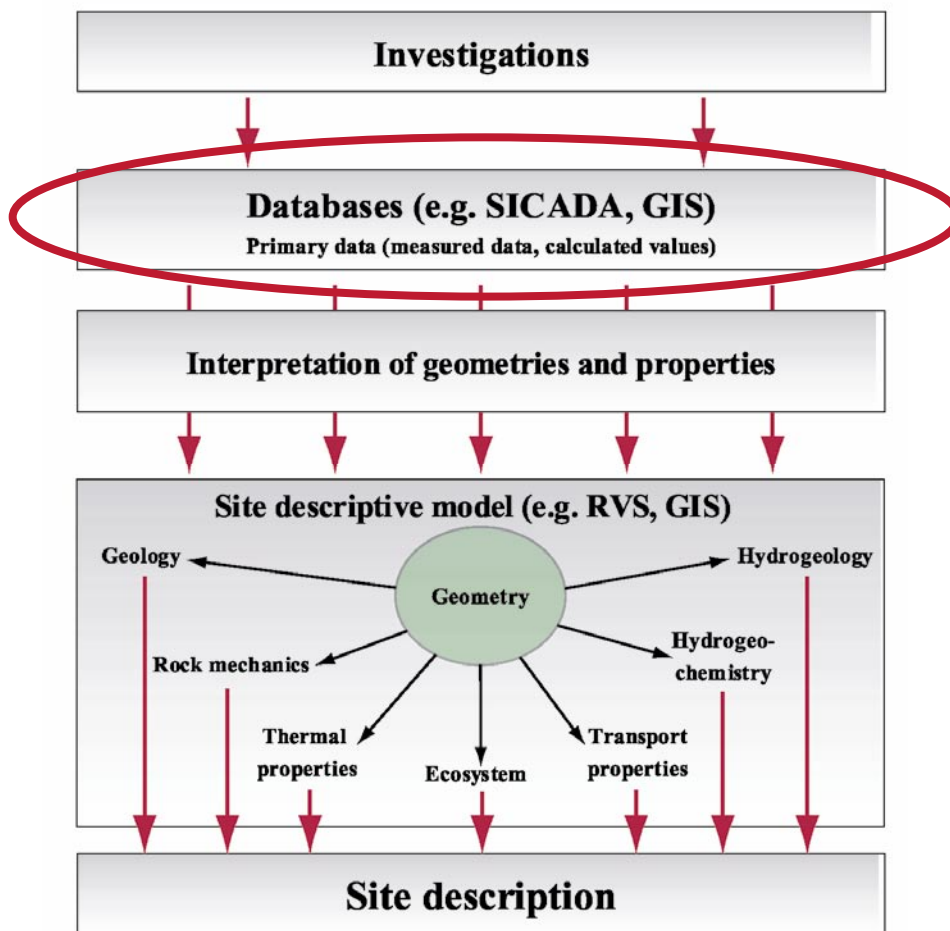 Investigations
Databases (e.g. SICADA, GIS)
Primary data (measured data, calculated values)
Interpretation of geometries and properties
Site descriptive model (e.g. RVS, GIS)
Geology
Hydrogeology
Geometry
Rock mechanics
Hydrogeo-
chemistry
Thermal
properties
Ecosystem
Transport
properties
Site description